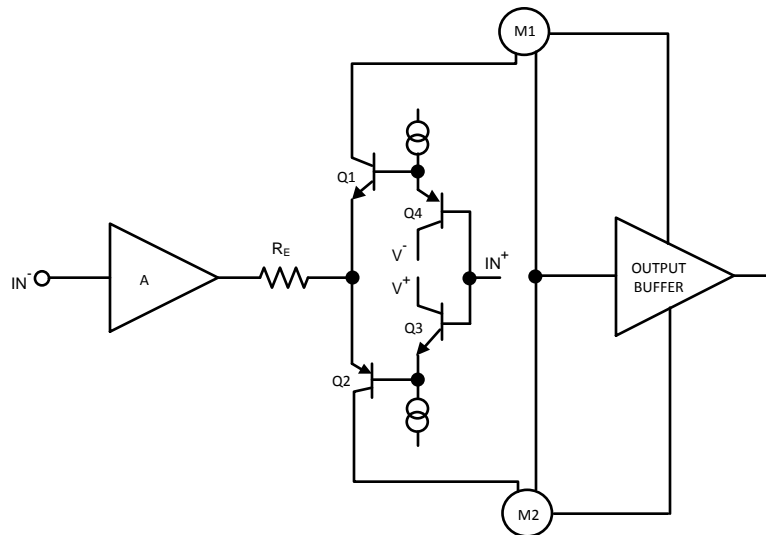 M1
Q1
Q4
V-
V+
IN+
RE
IN-
A
OUTPUT
BUFFER
Q3
Q2
M2